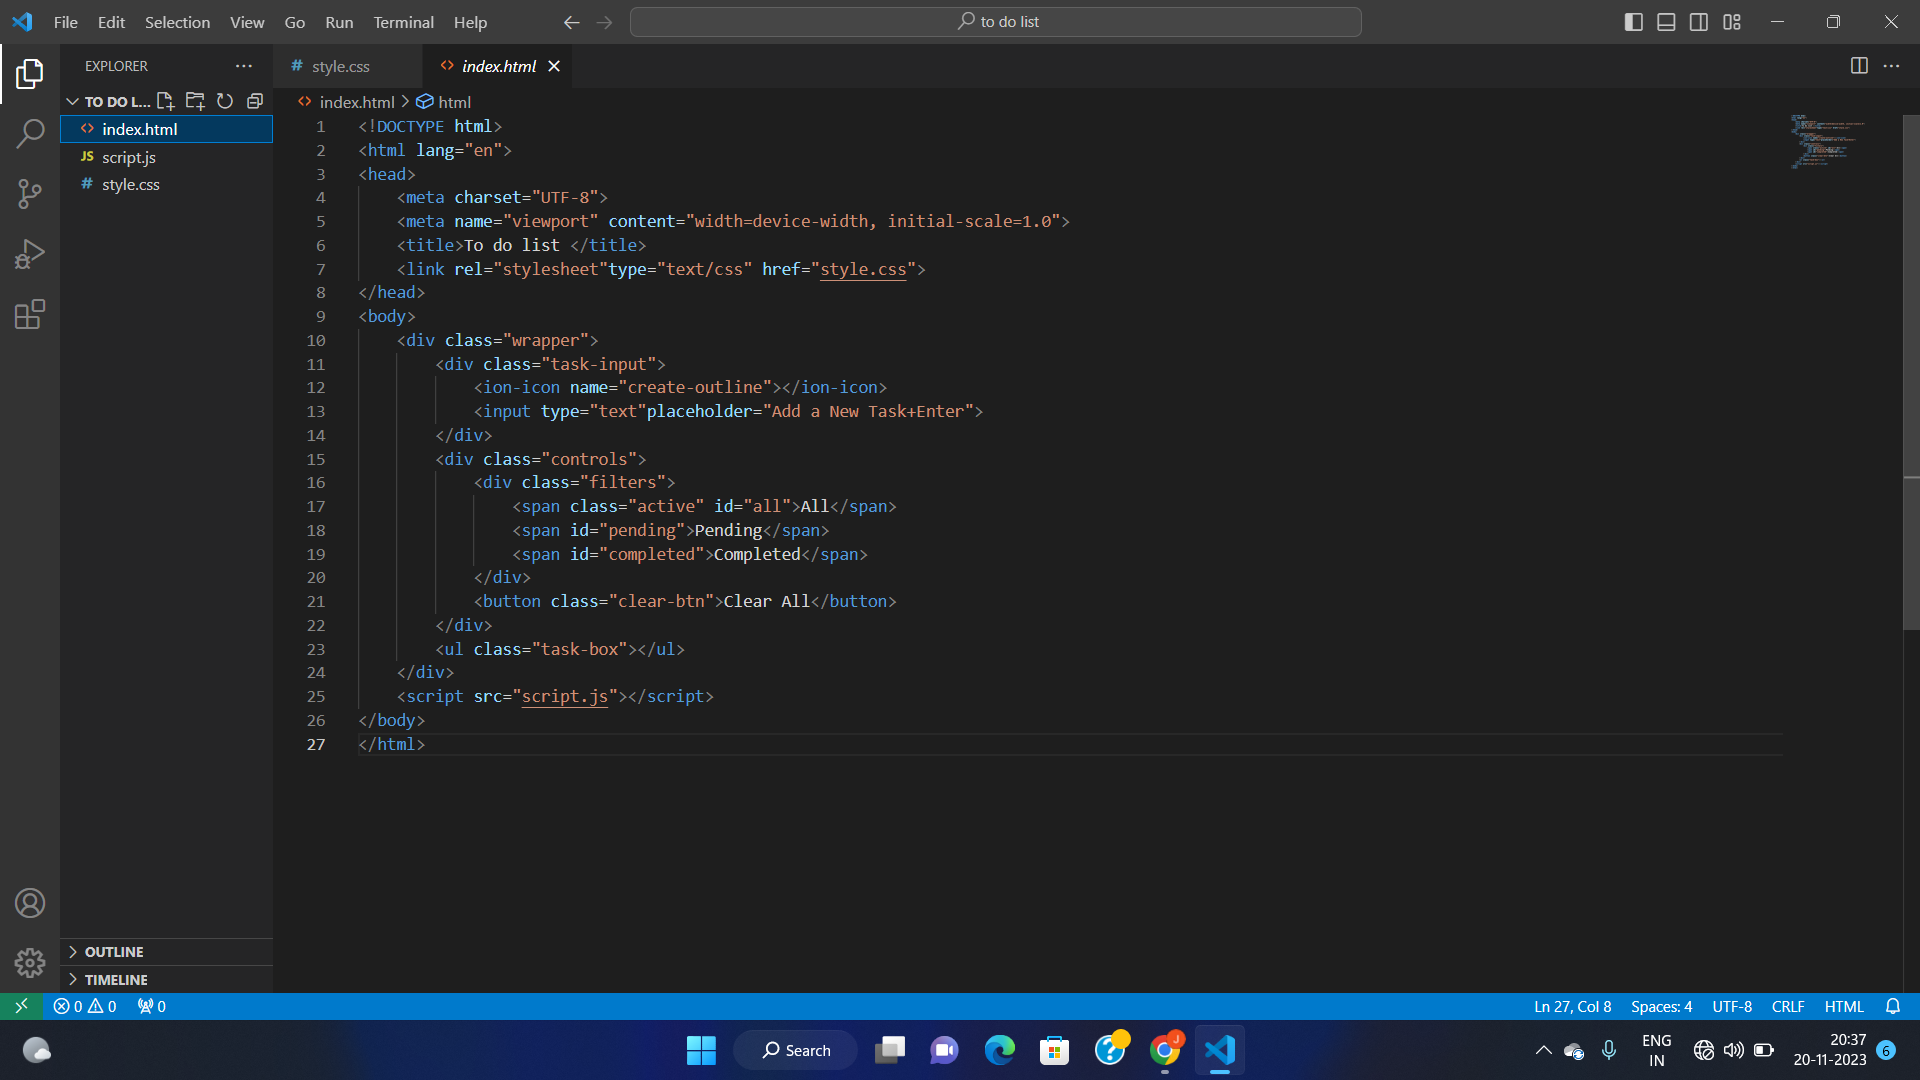 File Edit Selection View Go Run Terminal Help
to do list
EXPLORER
style.css
index.html
TO DO L...
index.html
script.js
style.css
index.html > html
1 <!DOCTYPE html>
2 <html lang="en">
3 <head>
4     <meta charset="UTF-8">
5     <meta name="viewport" content="width=device-width, initial-scale=1.0">
6     <title>To do list </title>
7     <link rel="stylesheet"type="text/css" href="style.css">
8 </head>
9 <body>
10     <div class="wrapper">
11         <div class="task-input">
12             <ion-icon name="create-outline"></ion-icon>
13             <input type="text"placeholder="Add a New Task+Enter">
14         </div>
15         <div class="controls">
16             <div class="filters">
17                 <span class="active" id="all">All</span>
18                 <span id="pending">Pending</span>
19                 <span id="completed">Completed</span>
20             </div>
21             <button class="clear-btn">Clear All</button>
22         </div>
23         <ul class="task-box"></ul>
24     </div>
25     <script src="script.js"></script>
26 </body>
27 </html>
OUTLINE
TIMELINE
0 0 0
Ln 27, Col 8 Spaces: 4 UTF-8 CRLF HTML
Search
ENG
IN
20:37
20-11-2023
6